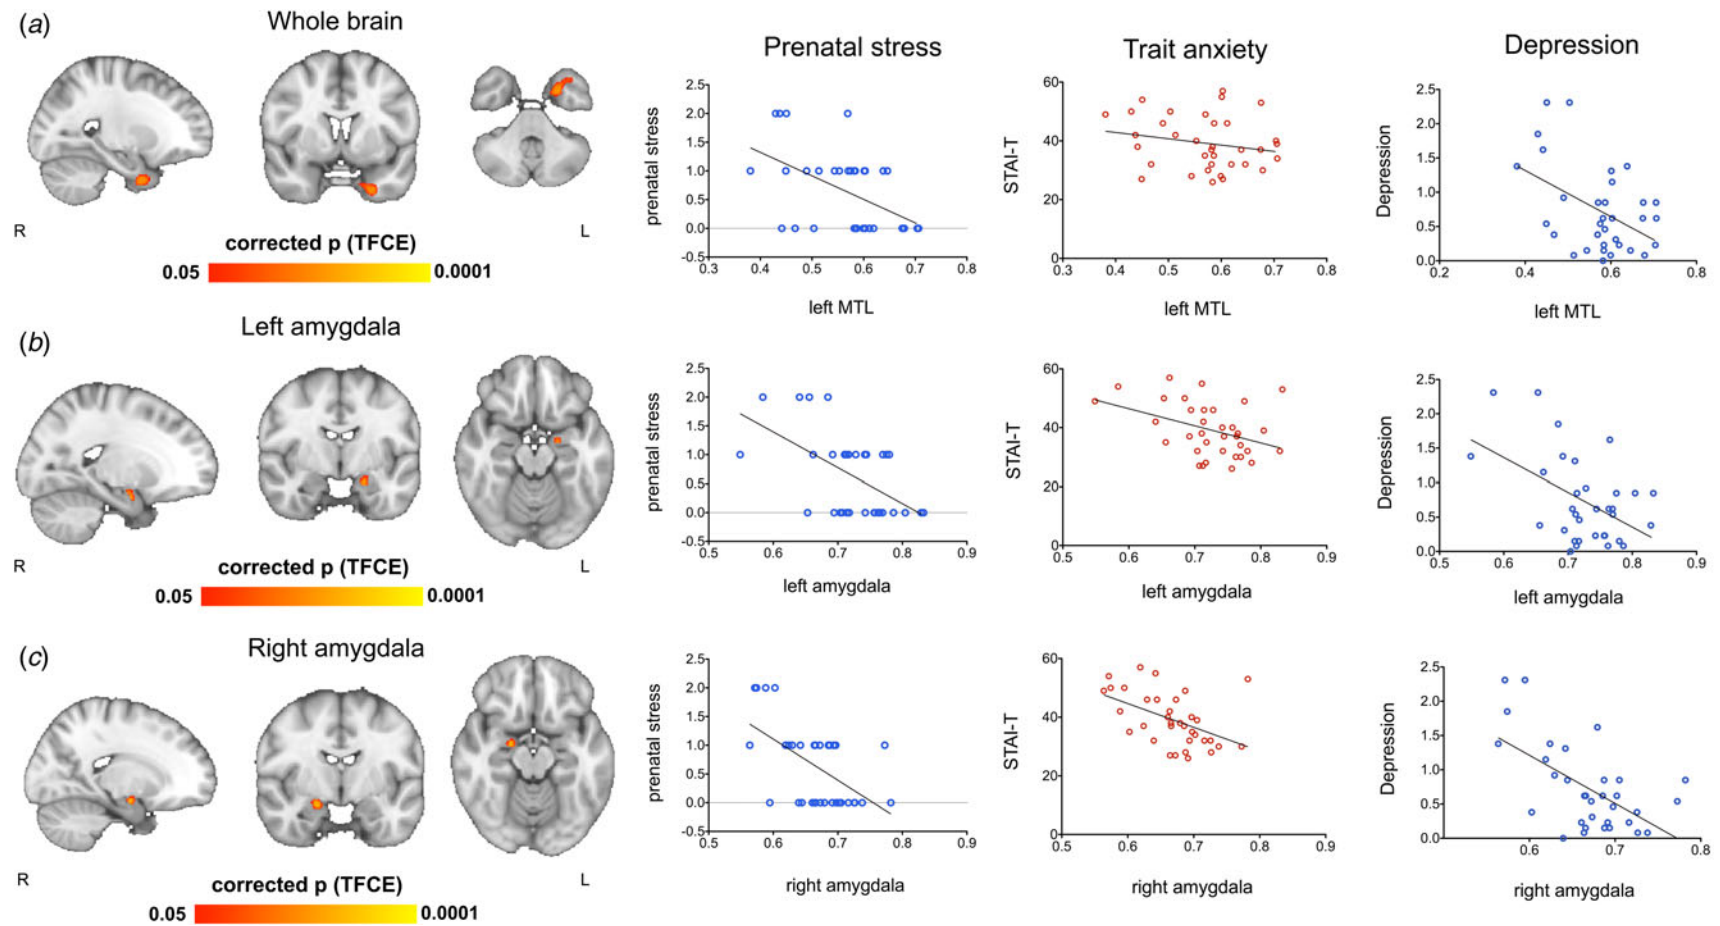 (a)
Whole brain
Prenatal stress
Trait anxiety
Depression
R
L
corrected p (TFCE)
0.05
0.0001
prenatal stress
2.5
2.0
1.5
1.0
0.5
0.0
-0.5
0.3 0.4 0.5 0.6 0.7 0.8
left MTL
STAI-T
60
40
20
0
0.3 0.4 0.5 0.6 0.7 0.8
left MTL
Depression
2.5
2.0
1.5
1.0
0.5
0.0
0.2 0.4 0.6 0.8
left MTL
(b)
Left amygdala
R
L
corrected p (TFCE)
0.05
0.0001
prenatal stress
2.5
2.0
1.5
1.0
0.5
0.0
-0.5
0.5 0.6 0.7 0.8 0.9
left amygdala
STAI-T
60
40
20
0
0.5 0.6 0.7 0.8 0.9
left amygdala
Depression
2.5
2.0
1.5
1.0
0.5
0.0
0.5 0.6 0.7 0.8 0.9
left amygdala
(c)
Right amygdala
R
L
corrected p (TFCE)
0.05
0.0001
prenatal stress
2.5
2.0
1.5
1.0
0.5
0.0
-0.5
0.5 0.6 0.7 0.8 0.9
right amygdala
STAI-T
60
40
20
0
0.5 0.6 0.7 0.8 0.9
right amygdala
Depression
2.5
2.0
1.5
1.0
0.5
0.0
0.6 0.7 0.8
right amygdala